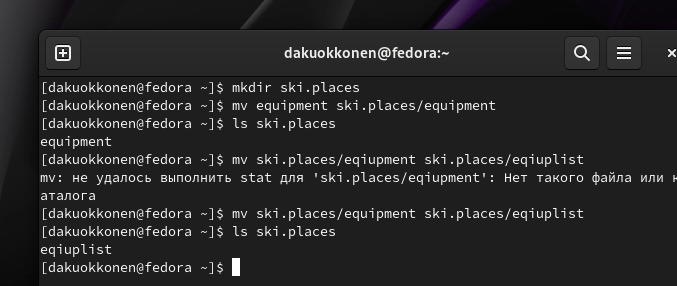 dakuokkonen@fedora:~
[dakuokkonen@fedora ~]$ mkdir ski.places
[dakuokkonen@fedora ~]$ mv equipment ski.places/equipment
[dakuokkonen@fedora ~]$ ls ski.places
equipment
[dakuokkonen@fedora ~]$ mv ski.places/eqiupment ski.places/eqiuplist
mv: не удалось выполнить stat для 'ski.places/eqiupment': Нет такого файла или к
аталога
[dakuokkonen@fedora ~]$ mv ski.places/equipment ski.places/eqiuplist
[dakuokkonen@fedora ~]$ ls ski.places
eqiuplist
[dakuokkonen@fedora ~]$